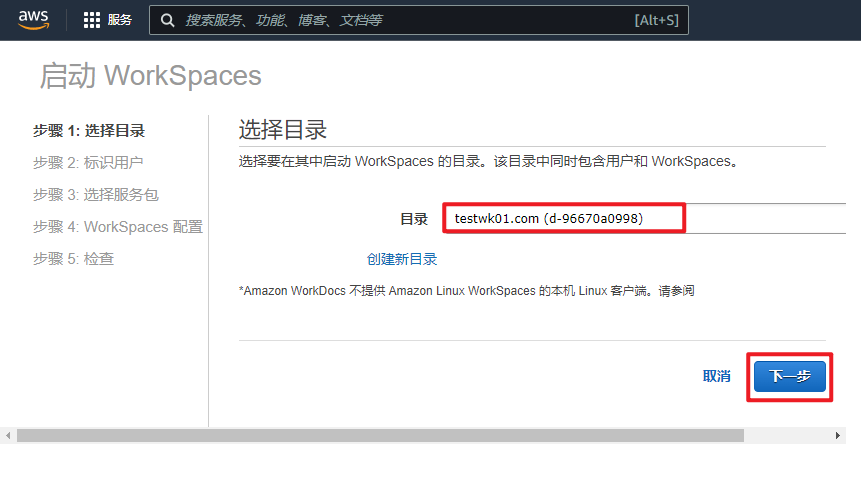 aws
服务
搜索服务、功能、博客、文档等
[Alt+S]
启动 WorkSpaces
步骤 1: 选择目录
步骤 2: 标识用户
步骤 3: 选择服务包
步骤 4: WorkSpaces 配置
步骤 5: 检查
选择目录
选择要在其中启动 WorkSpaces 的目录。该目录中同时包含用户和 WorkSpaces。
目录
testwk01.com (d-96670a0998)
创建新目录
*Amazon WorkDocs 不提供 Amazon Linux WorkSpaces 的本机 Linux 客户端。请参阅
取消
下一步